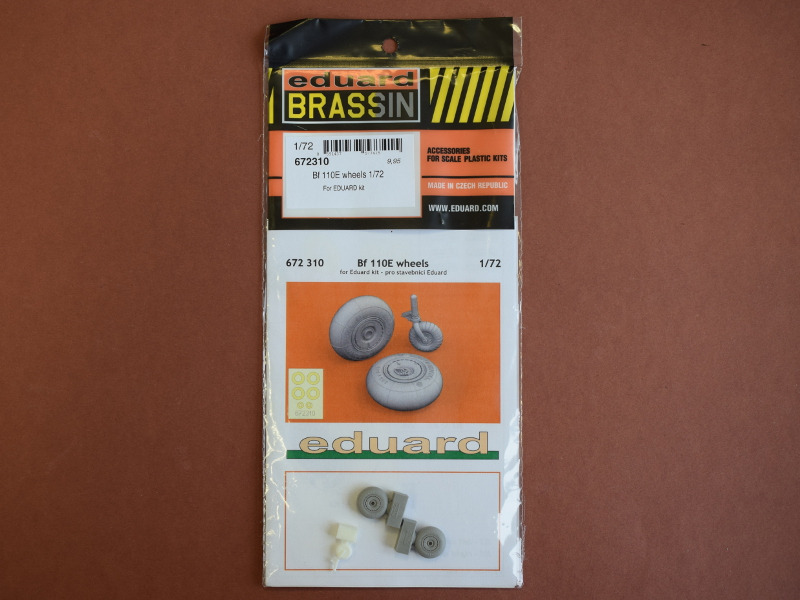 eduard
BRASSIN
1/72
672310
9,95
Bf 110E wheels 1/72
For EDUARD kit
ACCESSORIES
FOR SCALE PLASTIC KITS
MADE IN CZECH REPUBLIC
WWW.EDUARD.COM
672 310
Bf 110E wheels
1/72
for Eduard kit - pro stavebnici Eduard
eduard